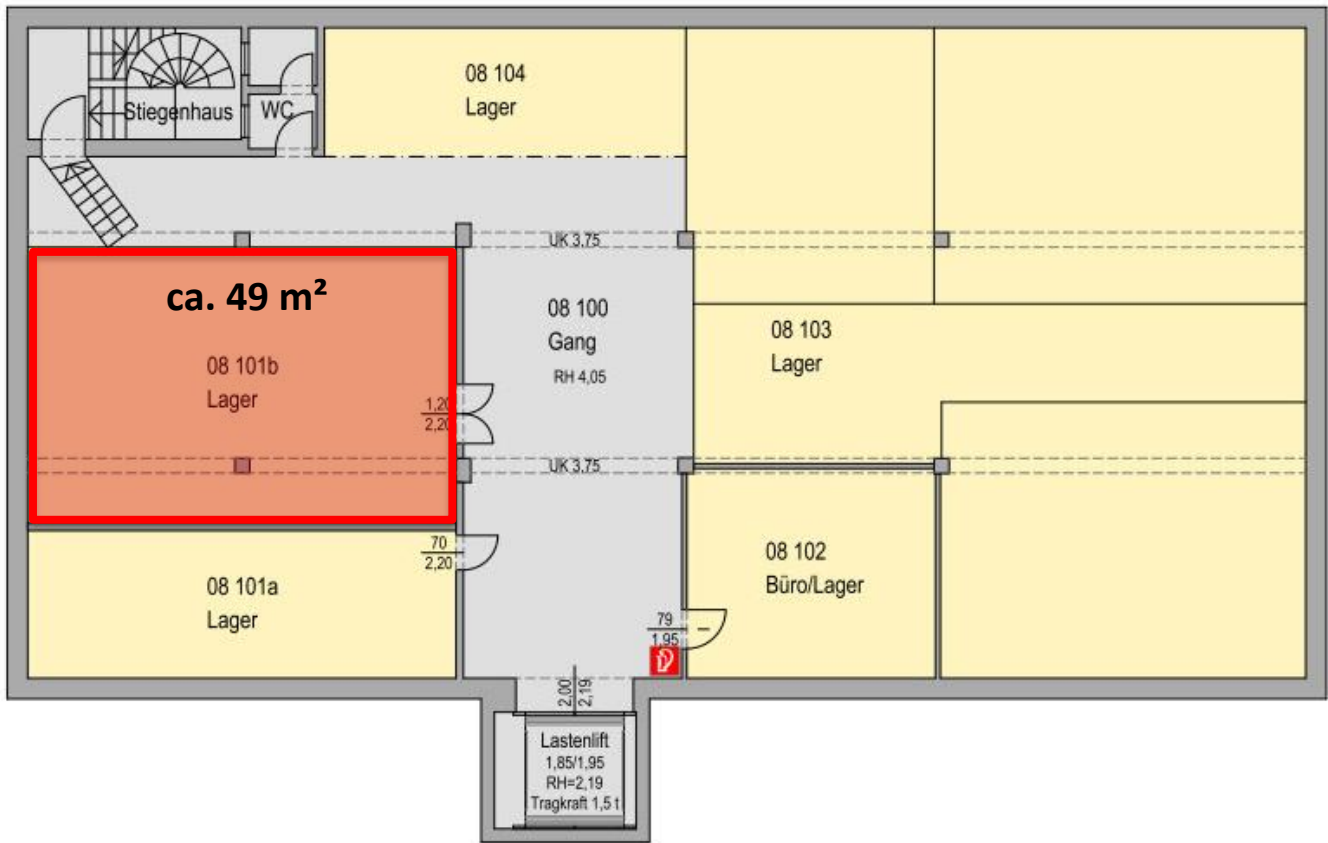 08 104
Lager
Stiegenhaus
WC
UK 3.75
ca. 49 m²
08 100
Gang
RH 4,05
08 103
Lager
08 101b
Lager
1,20
2,20
UK 3.75
70
2,20
08 102
Büro/Lager
08 101a
Lager
79
1,95
2,00
2,19
Lastenlift
1,85/1,95
RH=2,19
Tragkraft 1,5 t